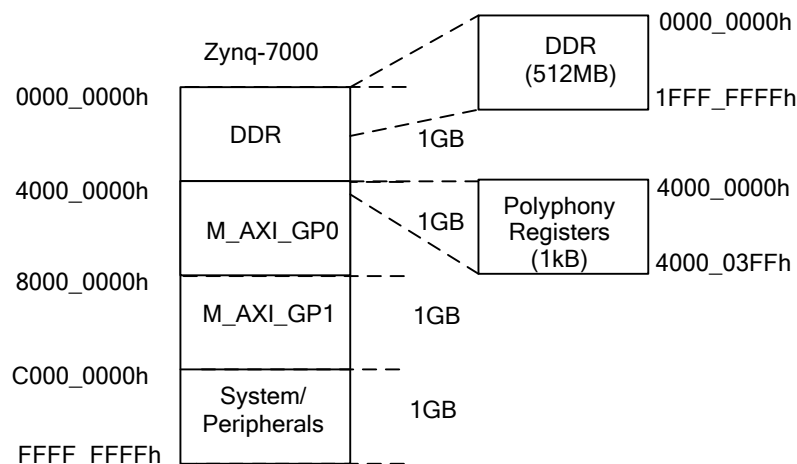 Zynq-7000
0000_0000h
DDR
1GB
4000_0000h
M_AXI_GP0
1GB
8000_0000h
M_AXI_GP1
1GB
C000_0000h
System/
Peripherals
1GB
FFFF_FFFFh
0000_0000h
DDR
(512MB)
1FFF_FFFFh
4000_0000h
Polyphony
Registers
(1kB)
4000_03FFh